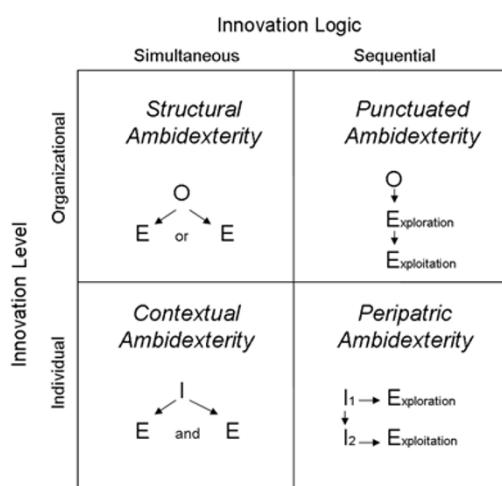 Innovation Logic
Simultaneous Sequential
Innovation Level
Organizational
Structural
Ambidexterity
O
E or E
Punctuated
Ambidexterity
O
Exploration
Exploitation
Individual
Contextual
Ambidexterity
I
E and E
Peripatric
Ambidexterity
I1 Exploration
I2 Exploitation